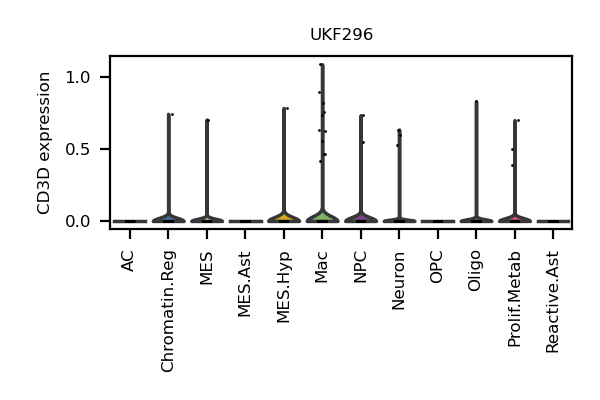 UKF296
CD3D expression
1.0
0.5
0.0
AC
Chromatin.Reg
MES
MES.Ast
MES.Hyp
Mac
NPC
Neuron
OPC
Oligo
Prolif.Metab
Reactive.Ast